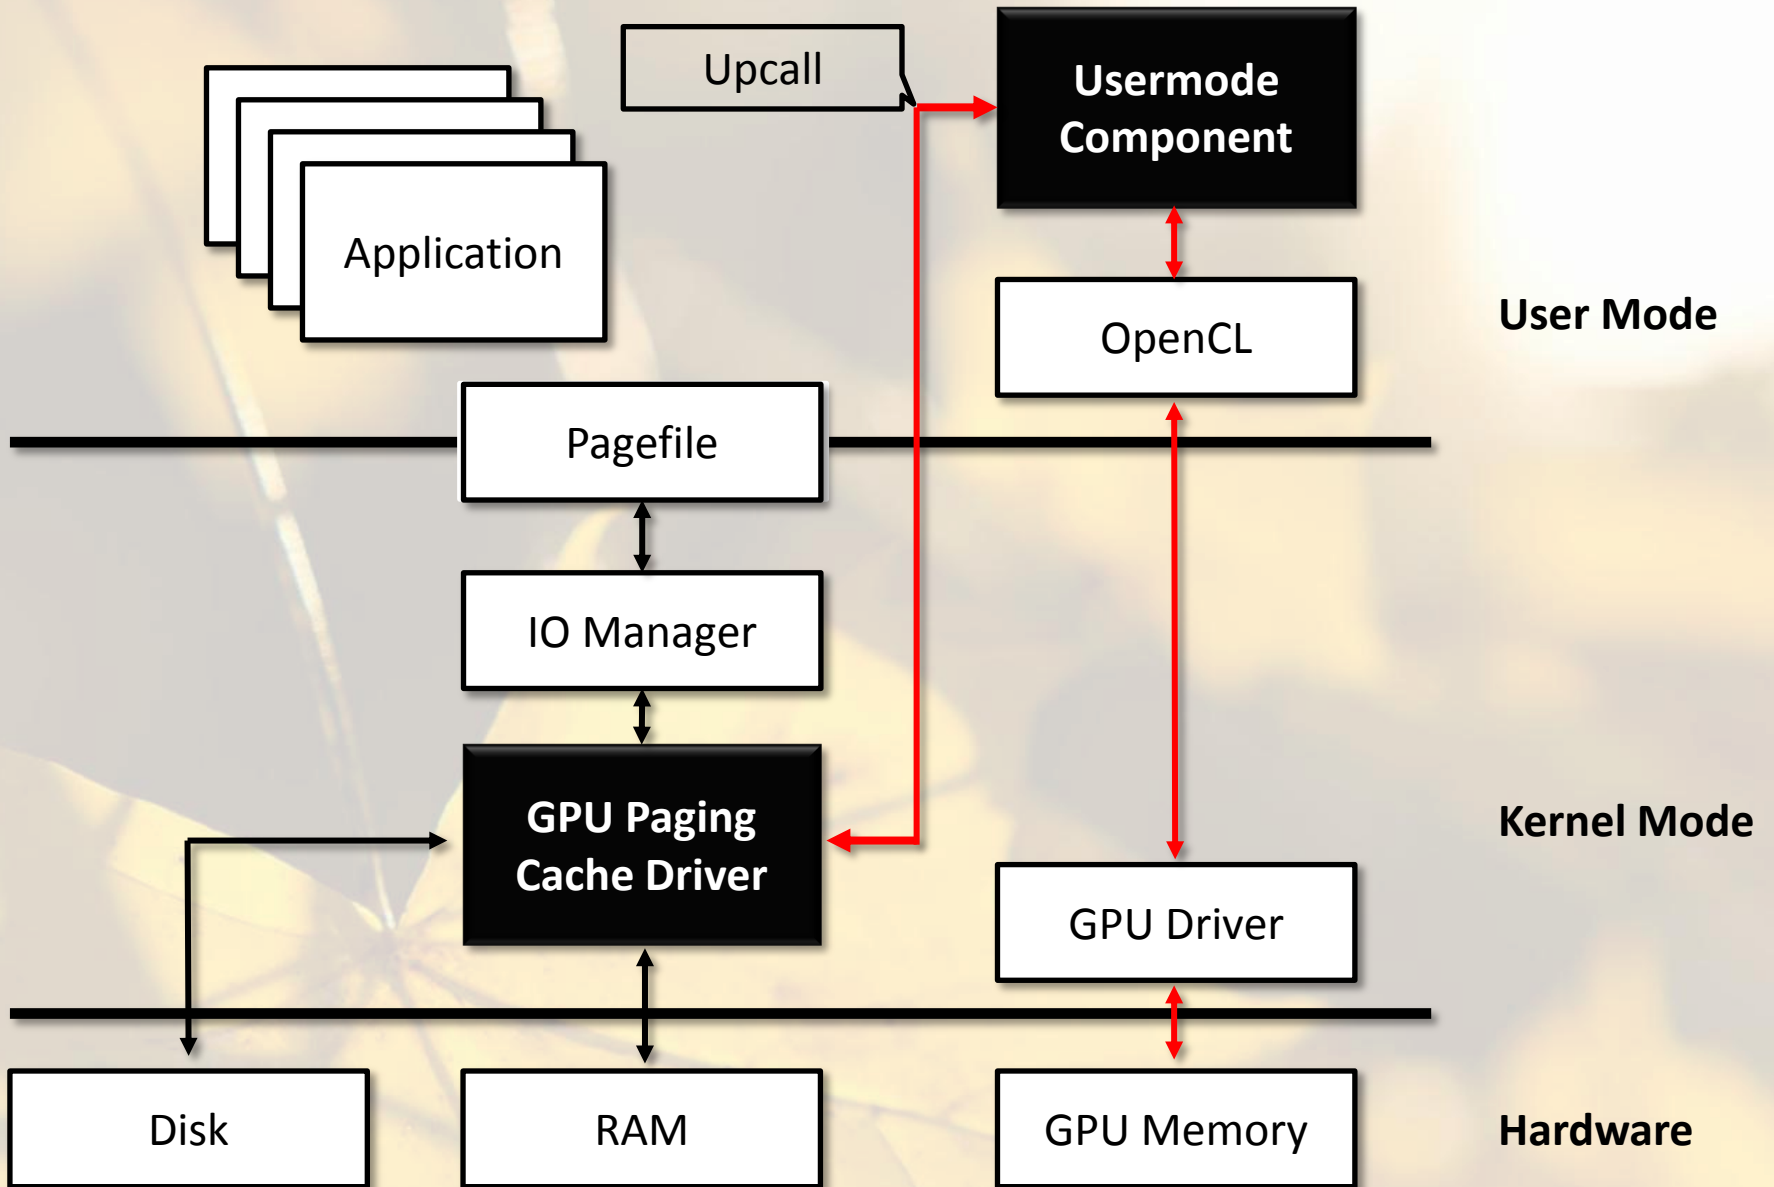 Upcall
Usermode
Component
Application
OpenCL
User Mode
Pagefile
IO Manager
GPU Paging
Cache Driver
Kernel Mode
GPU Driver
Disk
RAM
GPU Memory
Hardware